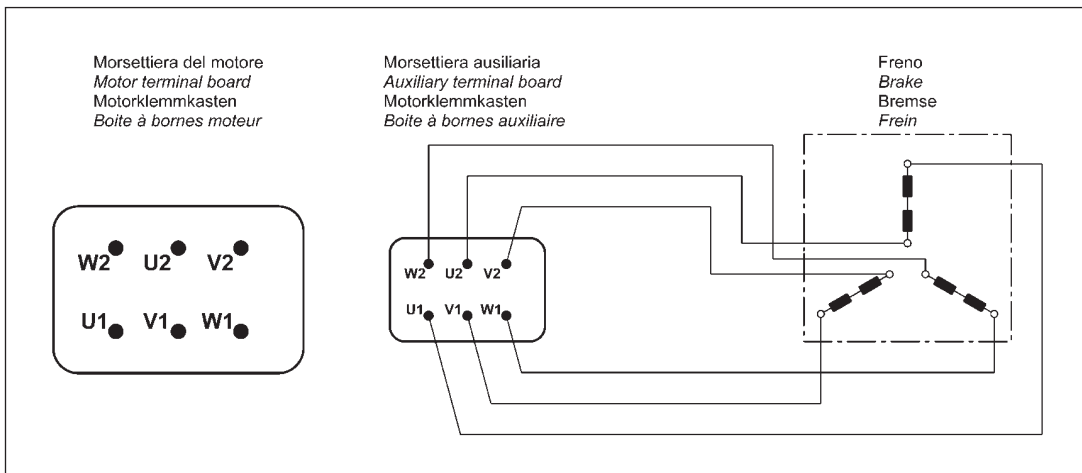 Morsettiera del motore
Motor terminal board
Motorklemmkasten
Boite à bornes moteur
Morsettiera ausiliaria
Auxiliary terminal board
Motorklemmkasten
Boite à bornes auxiliaire
Freno
Brake
Bremse
Frein
W2 U2 V2
U1 V1 W1
W2 U2 V2
U1 V1 W1